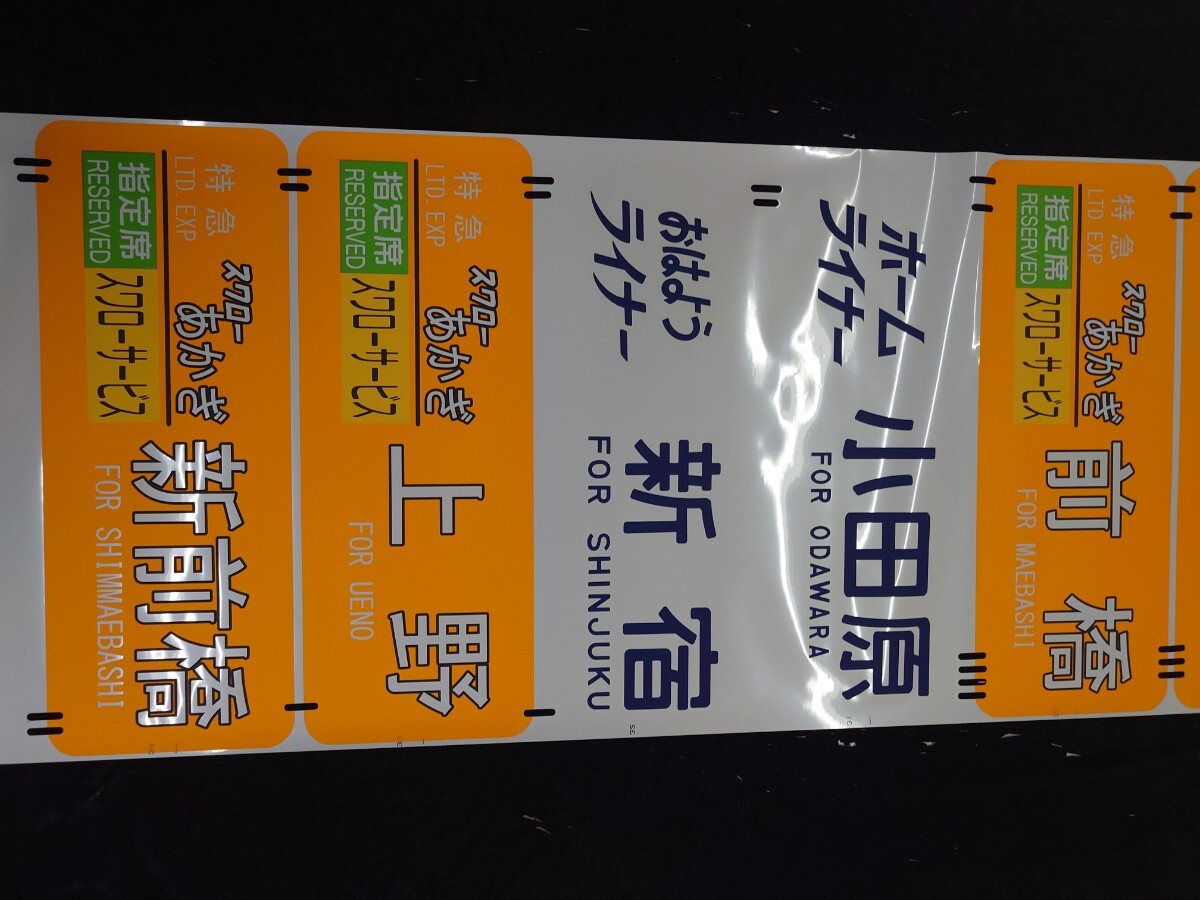 特急
LTD. EXP
指定席
RESERVED
スワローサービス
スワロー
あかぎ
前橋
FOR MAEBASHI
ホーム
ライナー
小田原
FOR ODAWARA
おはよう
ライナー
新宿
FOR SHINJUKU
特急
LTD. EXP
指定席
RESERVED
スワローサービス
スワロー
あかぎ
上野
FOR UENO
特急
LTD. EXP
指定席
RESERVED
スワローサービス
スワロー
あかぎ
新前橋
FOR SHIMMAEBASHI